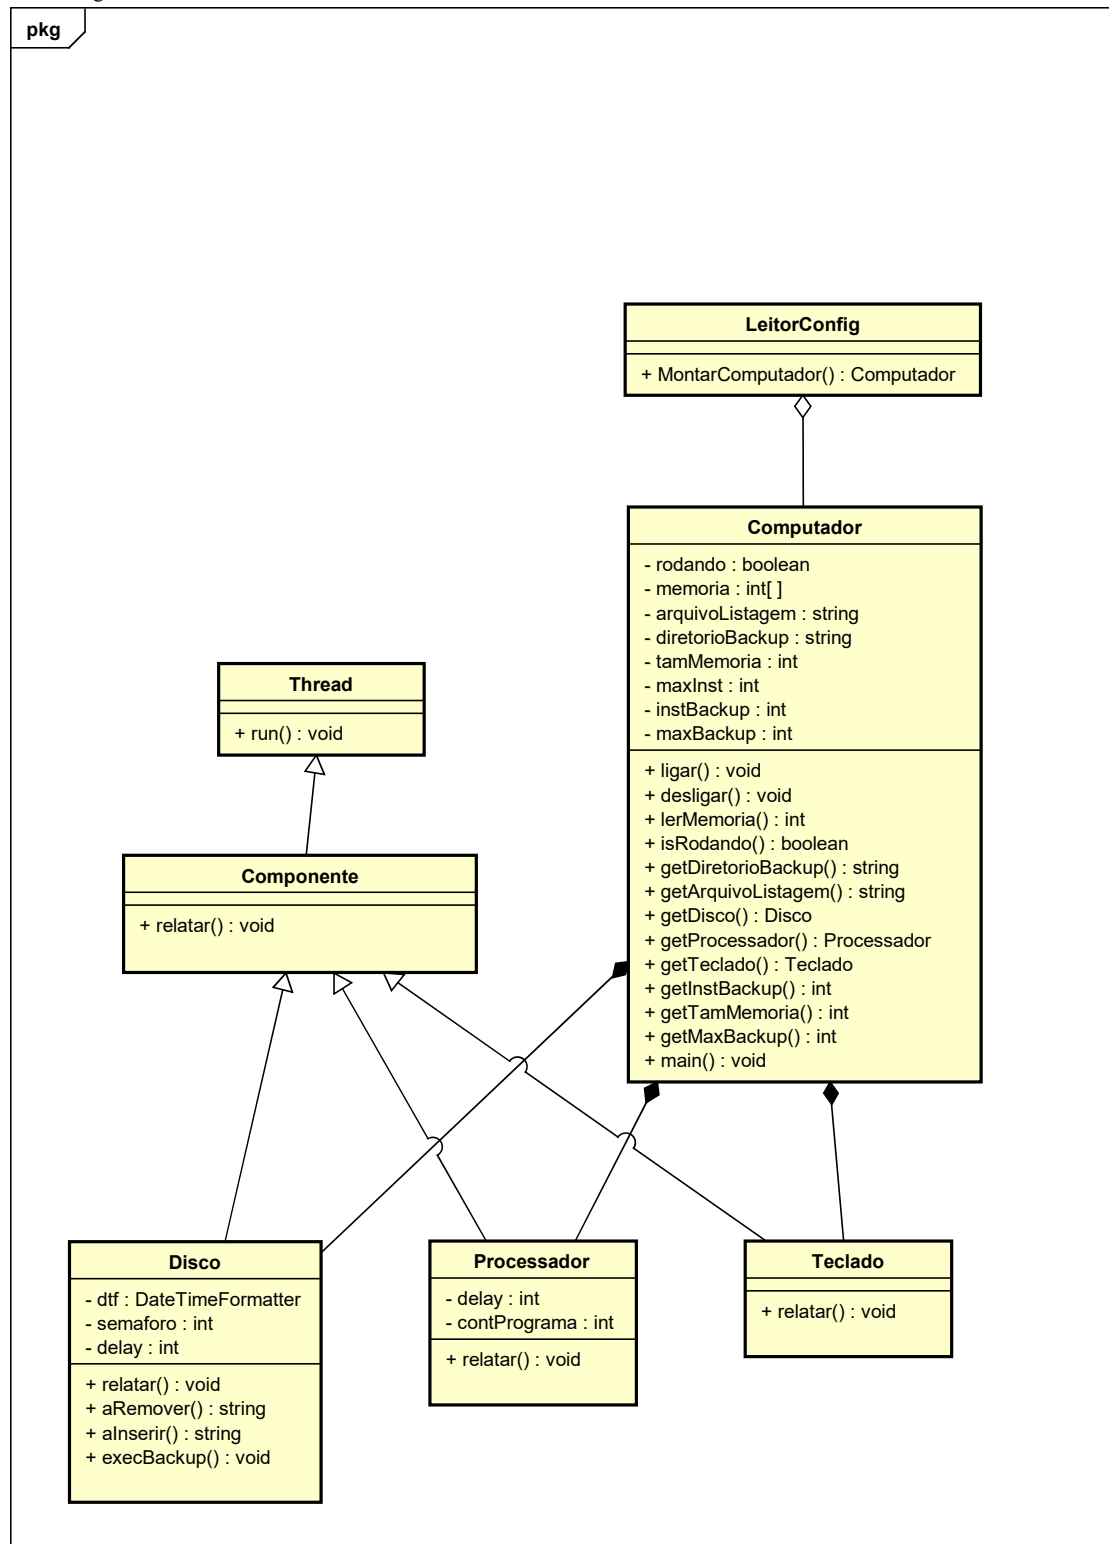 pkg
LeitorConfig
+ MontarComputador() : Computador
Computador
- rodando : boolean
- memoria : int[ ]
- arquivoListagem : string
- diretorioBackup : string
- tamMemoria : int
- maxInst : int
- instBackup : int
- maxBackup : int
+ ligar() : void
+ desligar() : void
+ lerMemoria() : int
+ isRodando() : boolean
+ getDiretorioBackup() : string
+ getArquivoListagem() : string
+ getDisco() : Disco
+ getProcessador() : Processador
+ getTeclado() : Teclado
+ getInstBackup() : int
+ getTamMemoria() : int
+ getMaxBackup() : int
+ main() : void
Thread
+ run() : void
Componente
+ relatar() : void
Disco
- dtf : DateTimeFormatter
- semaforo : int
- delay : int
+ relatar() : void
+ aRemover() : string
+ aInserir() : string
+ execBackup() : void
Processador
- delay : int
- contPrograma : int
+ relatar() : void
Teclado
+ relatar() : void